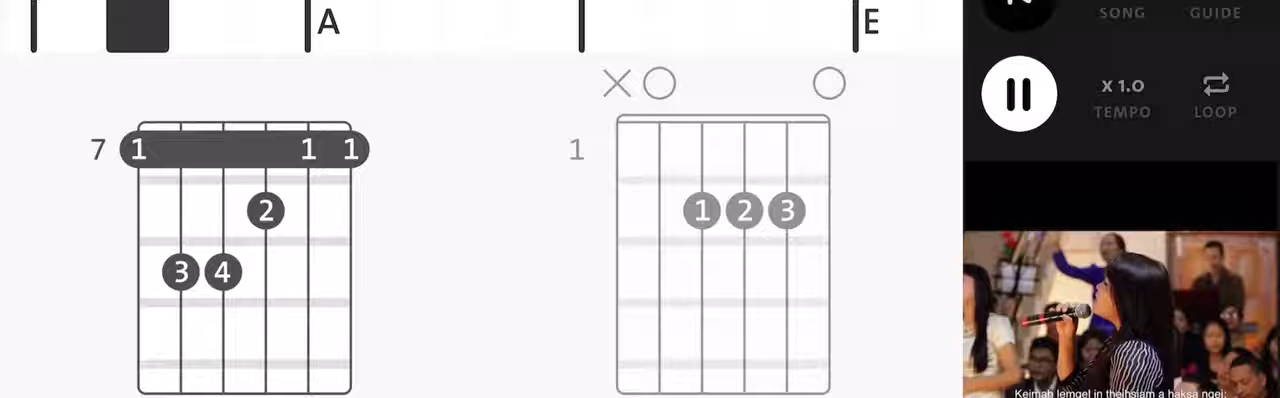 A
E
SONG GUIDE
x 1.0
TEMPO LOOP
7 1 1 1
1
2
1 2 3
3 4
Keimah lemgel in theihsiam a haksa ngei;